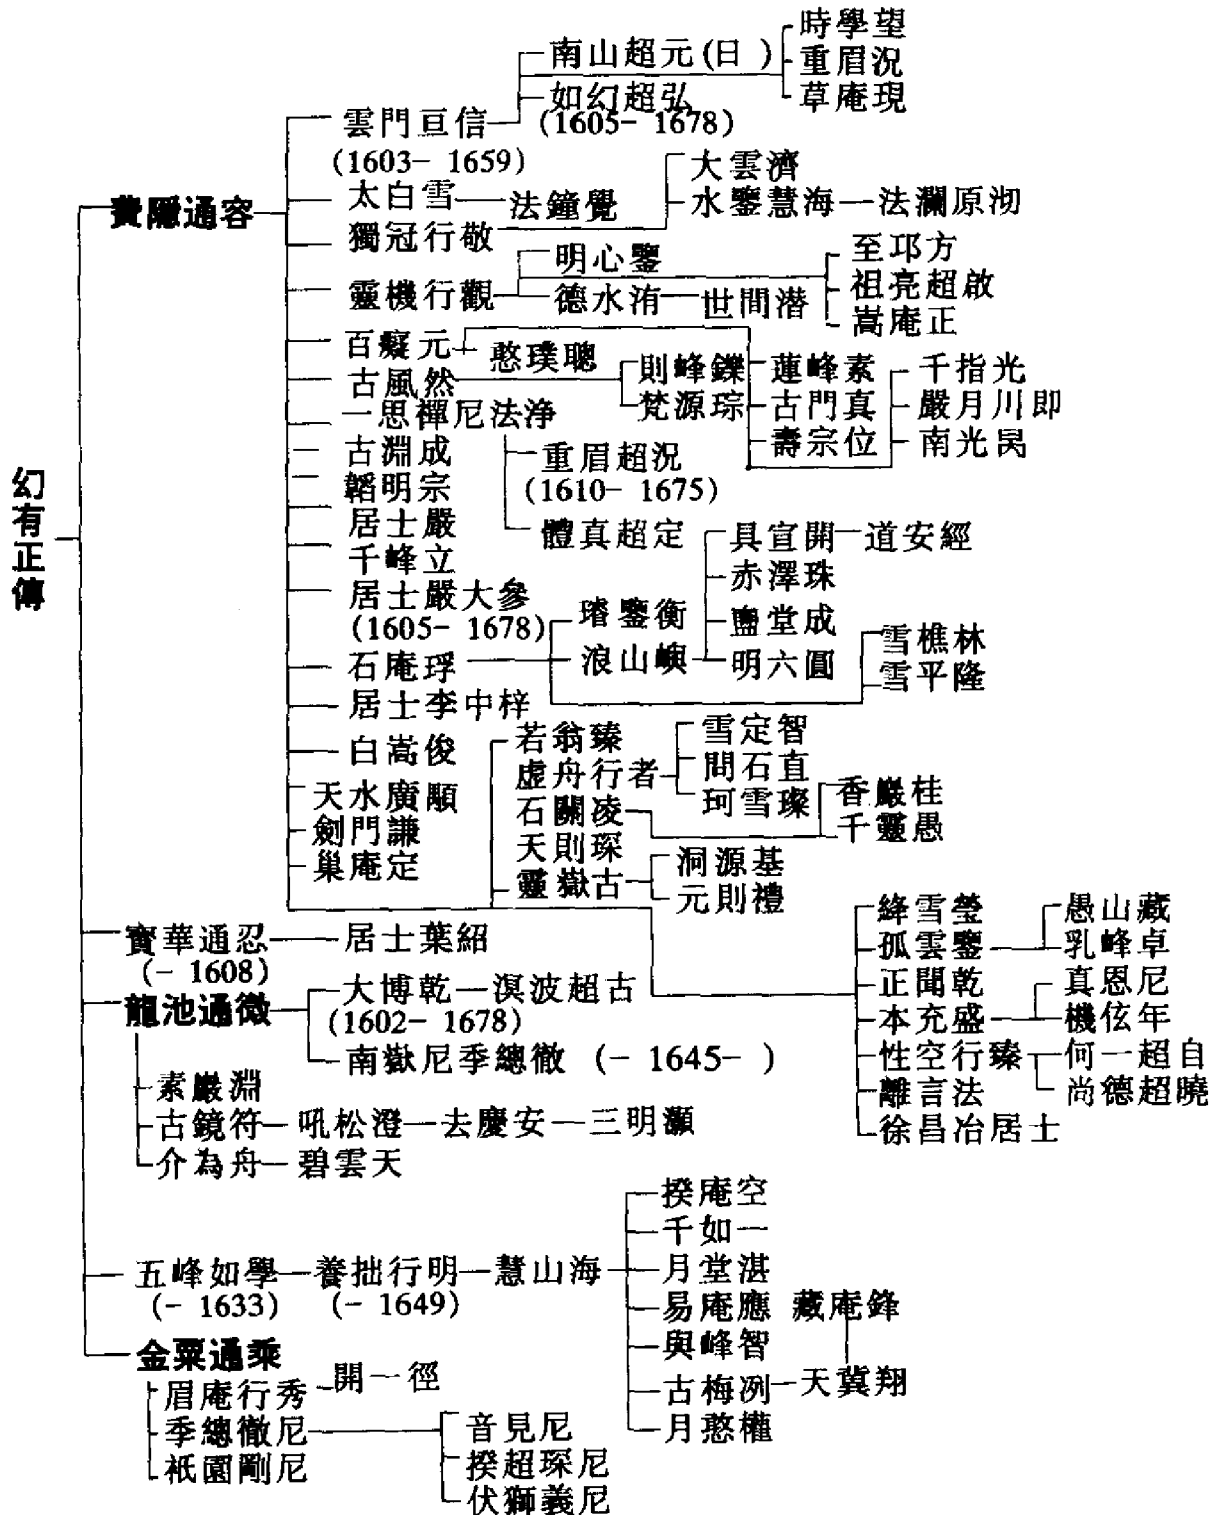 幻有正傳
南山超元(日 )
時學望
重眉況
草庵現
如幻超弘
(1605- 1678)
雲門亘信
(1603- 1659)
費隱通容
太白雪
法鐘覺
大雲濟
水鑒慧海
法瀾原沏
獨冠行敬
明心鑒
至邛方
祖亮超啟
嵩庵正
靈機行觀
德水洧
世間潜
百癡元
憨璞聰
古風然
則峰鑠
梵源琮
蓮峰素
古門真
壽宗位
千指光
嚴月川即
南光昺
一思禪尼法浄
古淵成
重眉超況
(1610- 1675)
韜明宗
居士嚴
體真超定
具宣開
道安經
赤澤珠
千峰立
居士嚴大參
(1605- 1678)
璿鑒衡
鹽堂成
雪樵林
石庵琈
浪山嶼
明六圓
雪平隆
居士李中梓
若翁臻
雪定智
白嵩俊
虛舟行者
問石直
珂雪璨
天水廣顒
石關凌
香巖桂
千靈愚
劍門謙
天則琛
巢庵定
靈嶽古
洞源基
元則禮
絳雪瑩
愚山藏
寶華通忍
(- 1608)
居士葉紹
孤雲鑒
乳峰卓
正聞乾
真恩尼
龍池通微
大博乾
溟波超古
(1602- 1678)
本充盛
機伭年
南嶽尼季總徹 (- 1645- )
性空行臻
何一超自
尚德超曉
離言法
徐昌冶居士
素巖淵
古鏡符
吼松澄
去慶安
三明灝
介為舟
碧雲天
揆庵空
千如一
五峰如學
(- 1633)
養拙行明
(- 1649)
慧山海
月堂湛
易庵應
藏庵鋒
與峰智
古梅冽
天冀翔
月憨權
金粟通乘
眉庵行秀
開一徑
季總徹尼
音見尼
揆超琛尼
伏獅義尼
祇園剛尼